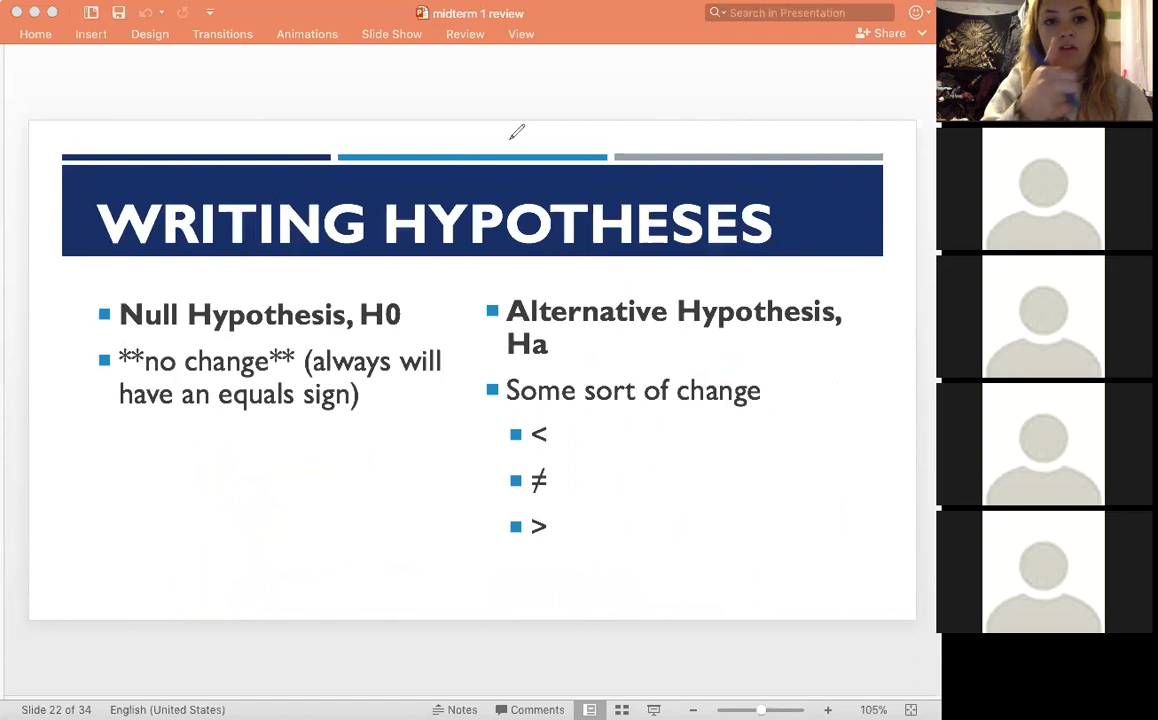 midterm 1 review
Search in Presentation
Home Insert Design Transitions Animations Slide Show Review View
Share
WRITING HYPOTHESES
Null Hypothesis, H0
**no change** (always will
have an equals sign)
Alternative Hypothesis,
Ha
Some sort of change
<
≠
>
Slide 22 of 34 English (United States) Notes Comments 105%